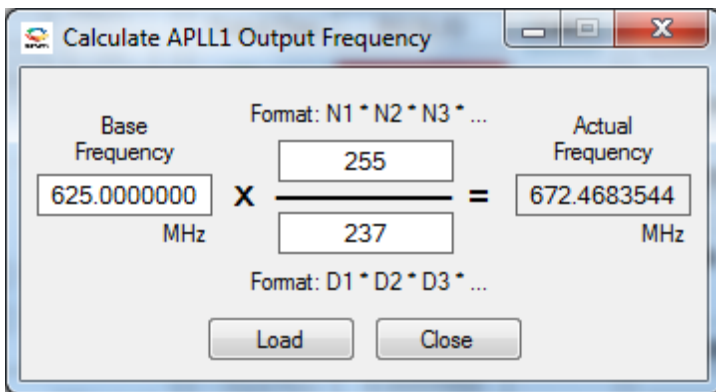 Calculate APLL1 Output Frequency
Format: N1 * N2 * N3 * ...
Base
Frequency
Actual
Frequency
625.0000000 X 255 = 672.4683544
237
MHz
MHz
Format: D1 * D2 * D3 * ...
Load Close